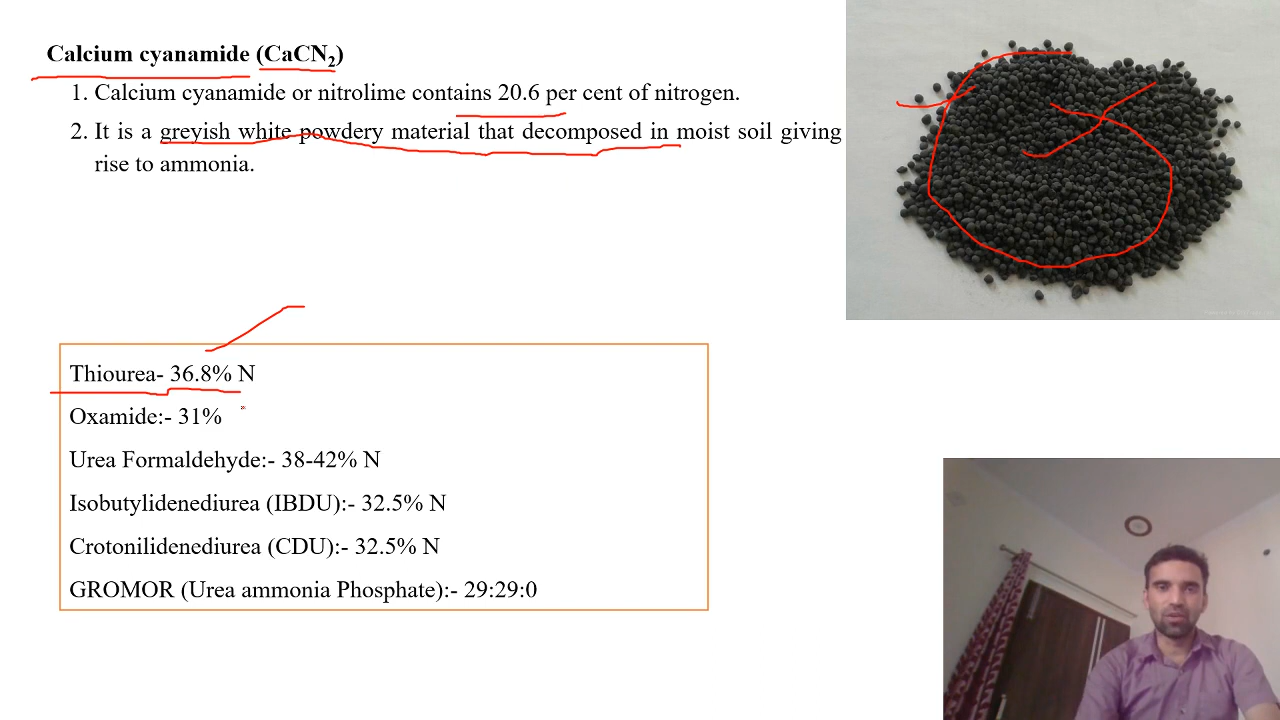 Calcium cyanamide (CaCN₂)
1. Calcium cyanamide or nitrolime contains 20.6 per cent of nitrogen.
2. It is a greyish white powdery material that decomposed in moist soil giving
rise to ammonia.
Thiourea- 36.8% N
Oxamide:- 31%
Urea Formaldehyde:- 38-42% N
Isobutylidenediurea (IBDU):- 32.5% N
Crotonilidenediurea (CDU):- 32.5% N
GROMOR (Urea ammonia Phosphate):- 29:29:0